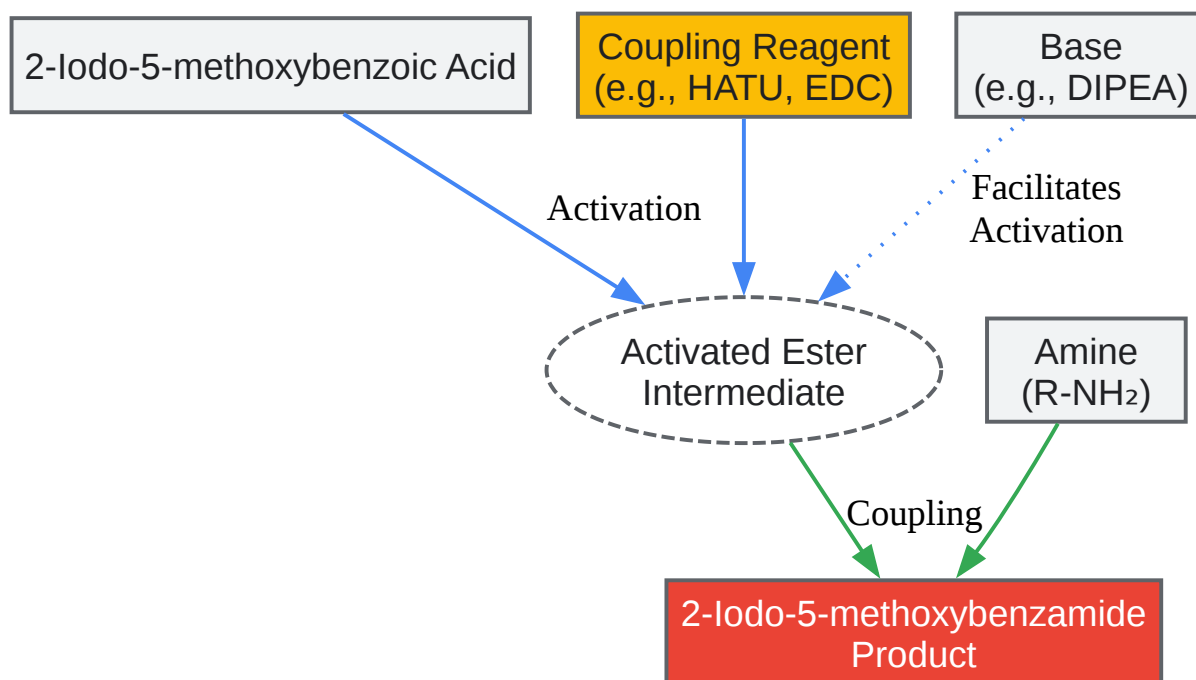 2-Iodo-5-methoxybenzoic Acid
Coupling Reagent
(e.g., HATU, EDC)
Base
(e.g., DIPEA)
Activation
Facilitates
Activation
Activated Ester
Intermediate
Amine
(R-NH₂)
Coupling
2-Iodo-5-methoxybenzamide
Product